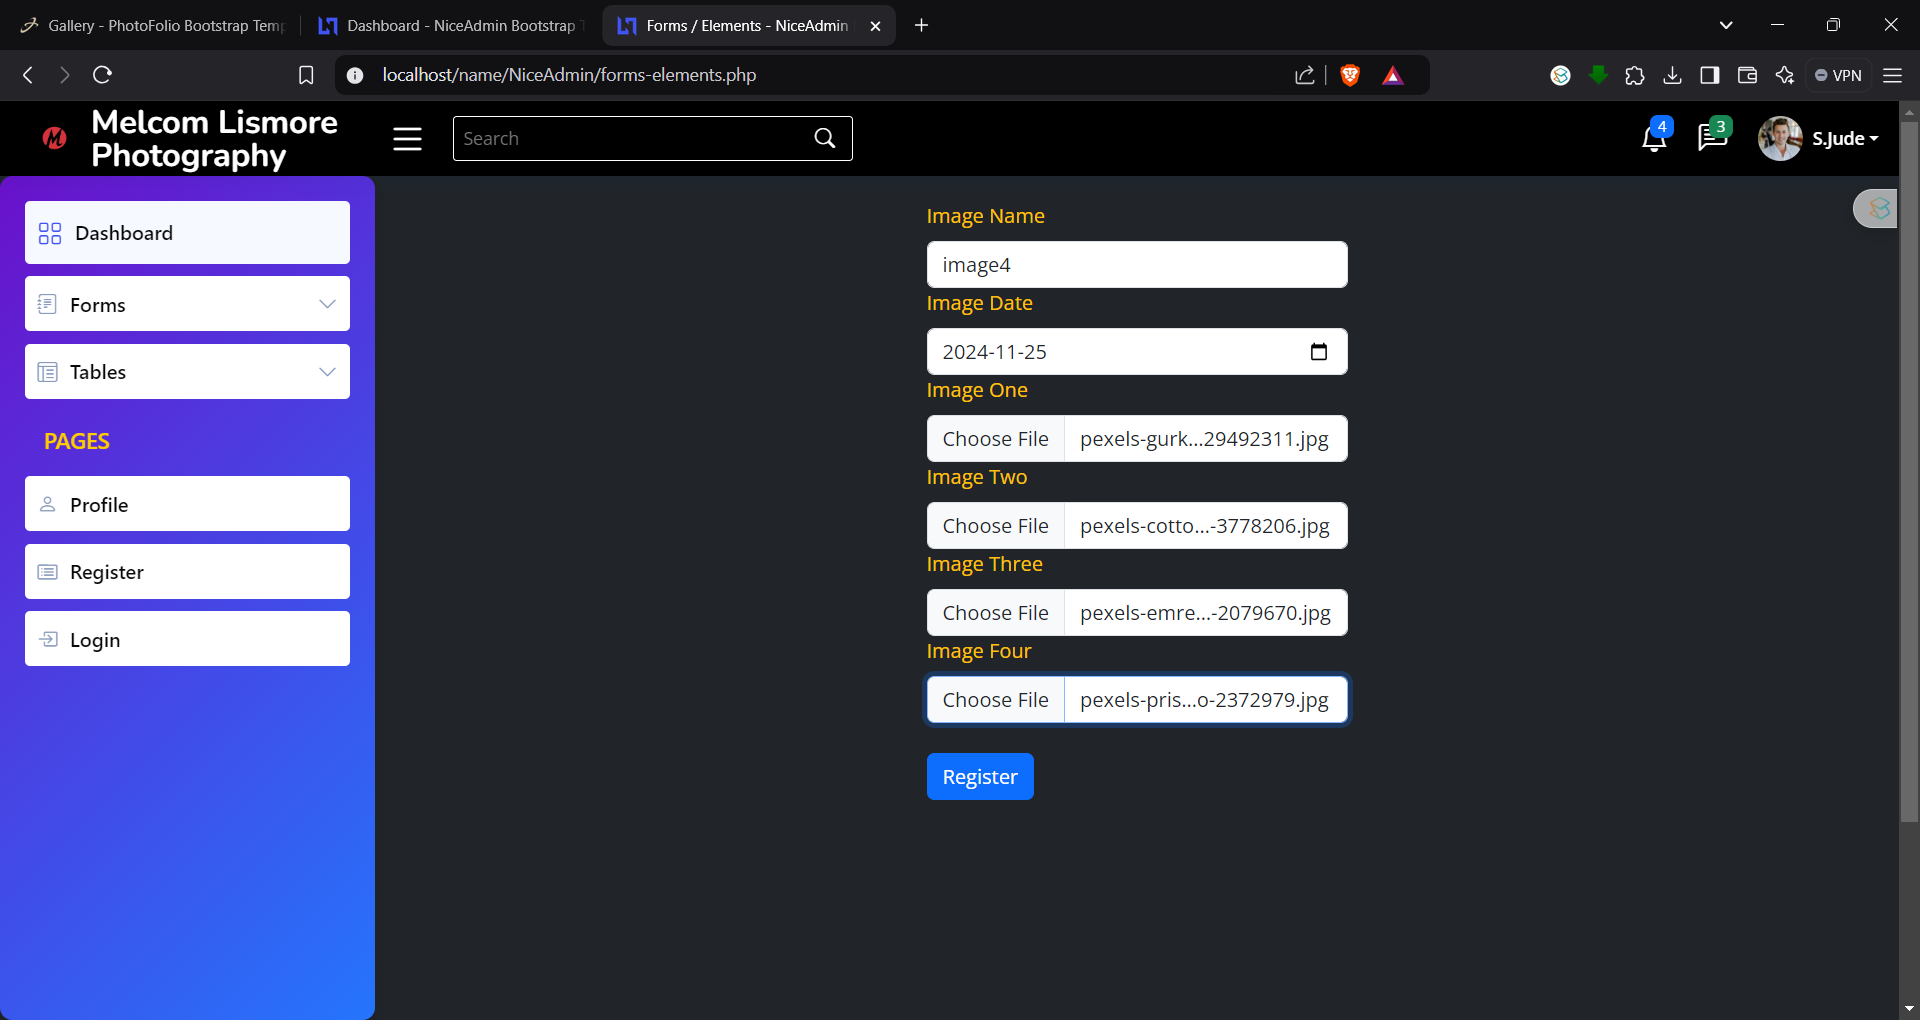 Gallery - PhotoFolio Bootstrap Temp
Dashboard - NiceAdmin Bootstrap T
Forms / Elements - NiceAdmin
localhost/name/NiceAdmin/forms-elements.php
VPN
M
Melcom Lismore
Photography
Search
4
3
S.Jude
Dashboard
Forms
Tables
PAGES
Profile
Register
Login
Image Name
image4
Image Date
2024-11-25
Image One
Choose File pexels-gurk...29492311.jpg
Image Two
Choose File pexels-cotto...-3778206.jpg
Image Three
Choose File pexels-emre...-2079670.jpg
Image Four
Choose File pexels-pris...o-2372979.jpg
Register